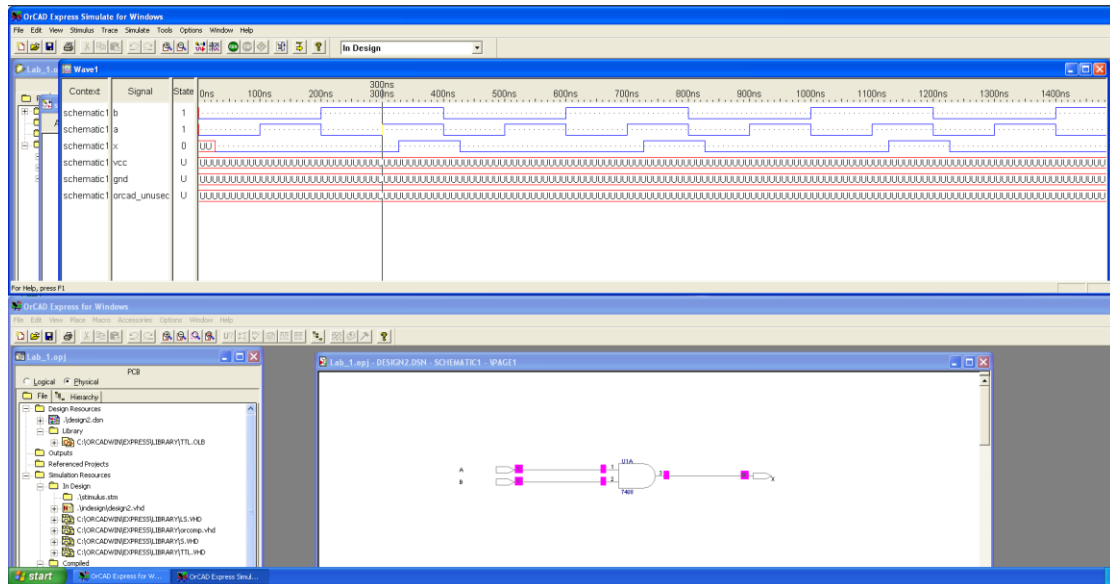 OrCAD Express Simulate for Windows
File Edit View Stimulus Trace Simulate Tools Options Window Help
In Design
Lab_1.o
Wave1
Context Signal State 0ns 100ns 200ns 300ns 300ns 400ns 500ns 600ns 700ns 800ns 900ns 1000ns 1100ns 1200ns 1300ns 1400ns
schematic1 b 1
schematic1 a 1
schematic1 x 0 UU
schematic1 vcc U
schematic1 gnd U
schematic1 orcad_unusec U
For Help, press F1
OrCAD Express for Windows
File Edit View Place Macro Accessories Options Window Help
Lab_1.opj
PCB
Logical Physical
File Hierarchy
Design Resources
.\design2.dsn
Library
C:\ORCADWIN\EXPRESS\LIBRARY\TTL.OLB
Outputs
Referenced Projects
Simulation Resources
In Design
.\stimulus.stm
.\indesign\design2.vhd
C:\ORCADWIN\EXPRESS\LIBRARY\LS.VHD
C:\ORCADWIN\EXPRESS\LIBRARY\orcomp.vhd
C:\ORCADWIN\EXPRESS\LIBRARY\S.VHD
C:\ORCADWIN\EXPRESS\LIBRARY\TTL.VHD
Compiled
Lab_1.opj - DESIGN2.DSN - SCHEMATIC1 - \PAGE1
U1A
A 1
3 X
B 2
7408
start OrCAD Express for W... OrCAD Express Simul...